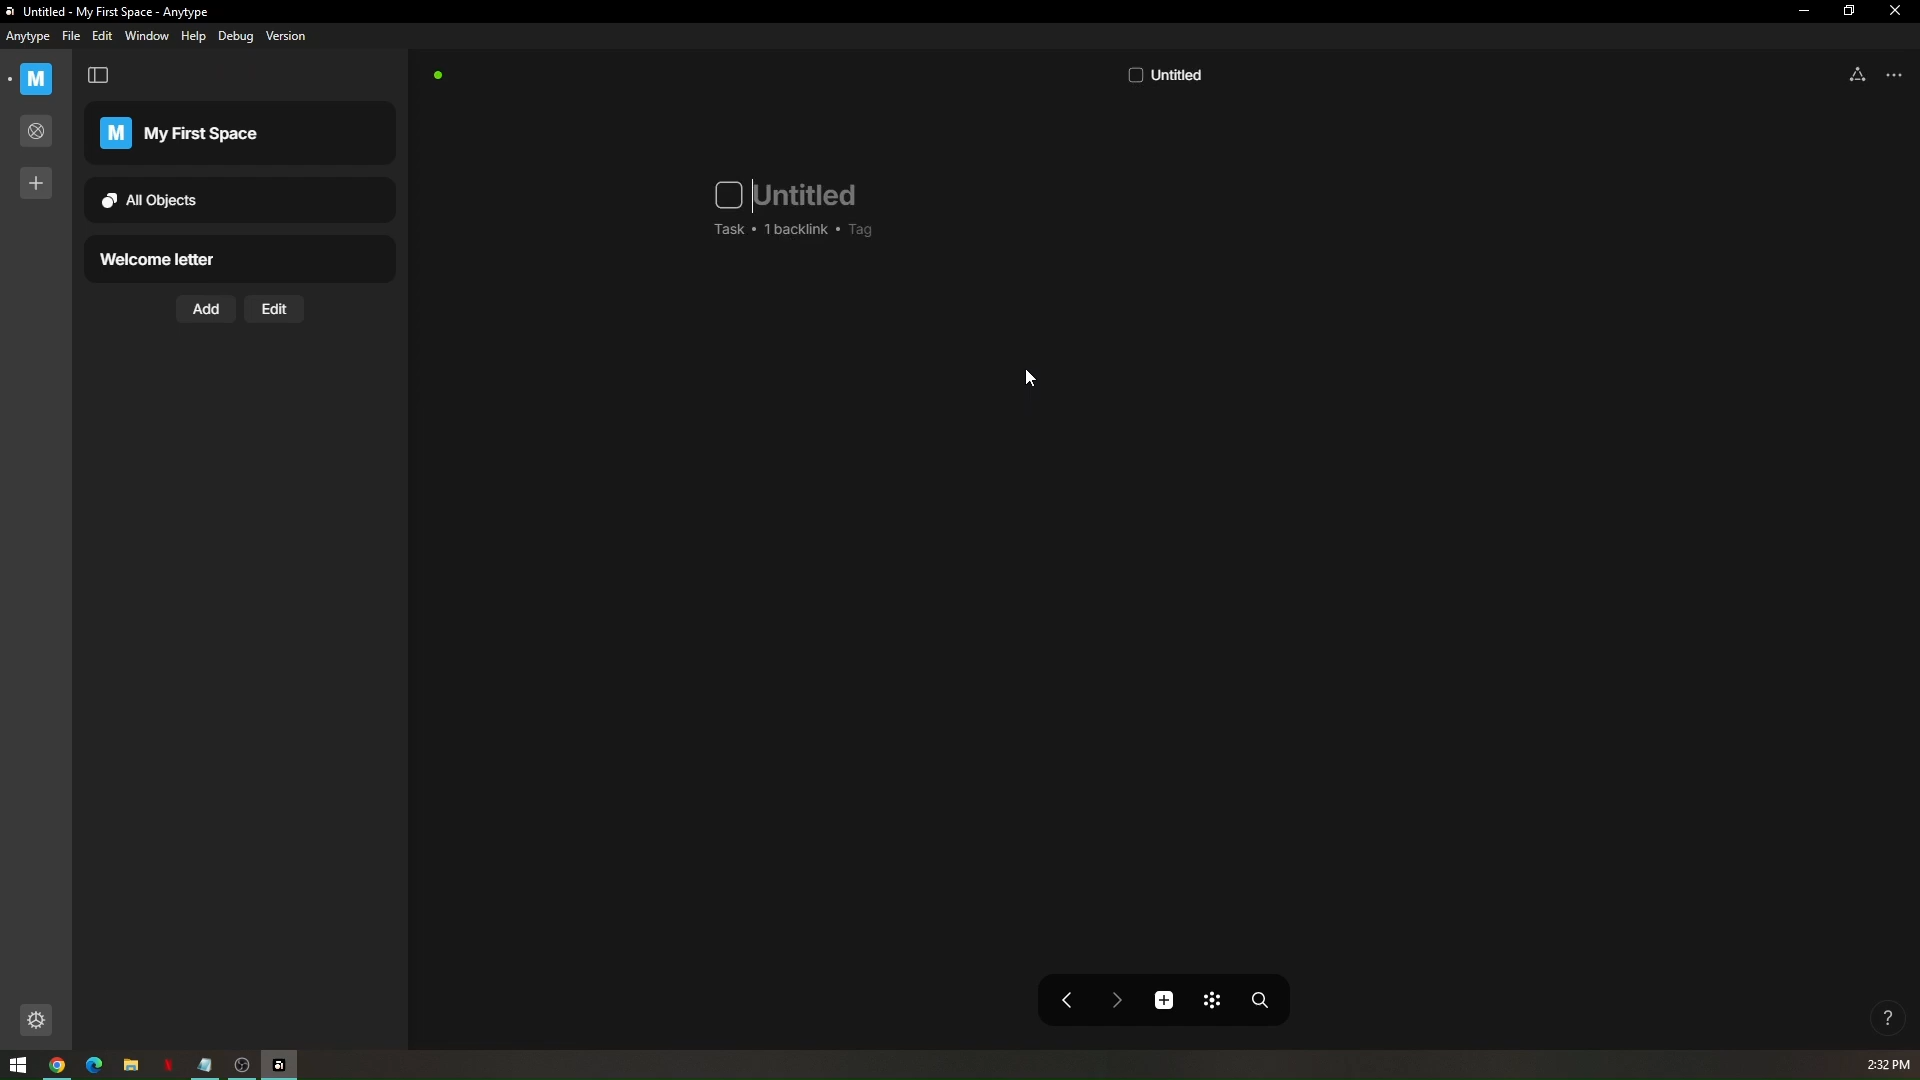 Untitled - My First Space - Anytype
Anytype File Edit Window Help Debug Version
M
Untitled
M My First Space
All Objects
Untitled
Task • 1 backlink • Tag
Welcome letter
Add Edit
?
2:32 PM